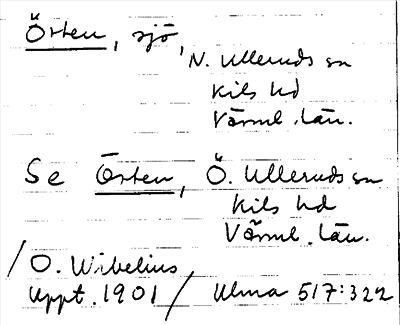 Örten, sjö,
N. Ulleruds sn
Kils hd
Värml. län.
Se Örten, Ö. Ulleruds sn
Kils hd
Värml. län.
/O. Wibelius
uppt. 1901/ Ulma 517:322